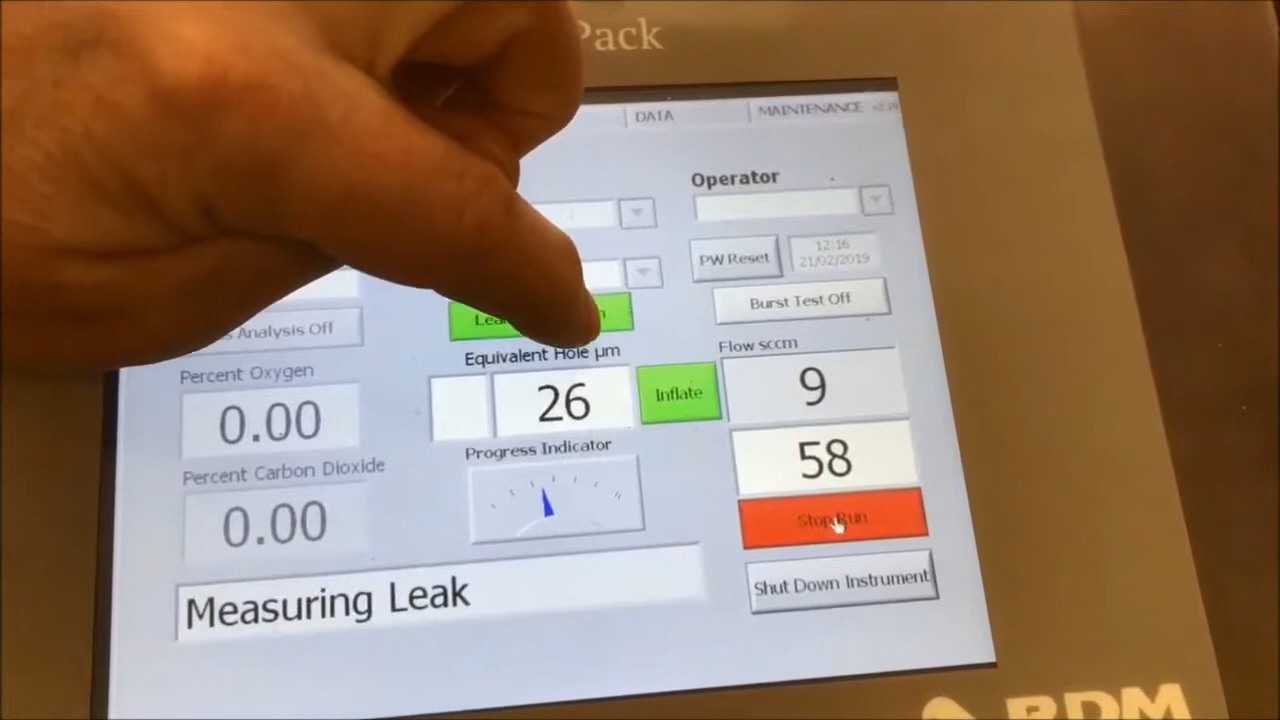 Pack
DATA
MAINTENANCE
Operator
PW Reset
12:16
21/02/2019
Burst Test Off
Analysis Off
Equivalent Hole µm
Flow sccm
Percent Oxygen
0.00
26
Inflate
9
Progress Indicator
58
Percent Carbon Dioxide
0.00
Stop Run
Measuring Leak
Shut Down Instrument
RDM